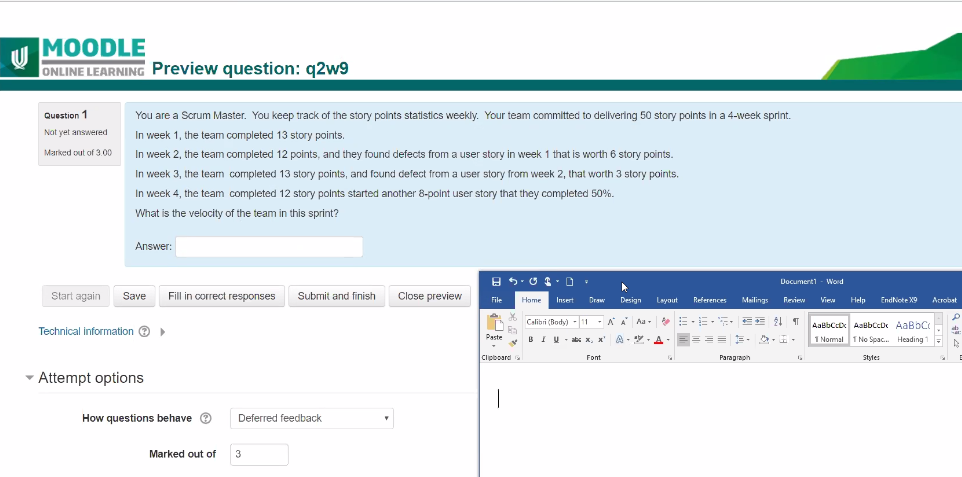 MOODLE
ONLINE LEARNING
Preview question: q2w9
Question 1
Not yet answered
Marked out of 3.00
You are a Scrum Master. You keep track of the story points statistics weekly. Your team committed to delivering 50 story points in a 4-week sprint.
In week 1, the team completed 13 story points.
In week 2, the team completed 12 points, and they found defects from a user story in week 1 that is worth 6 story points.
In week 3, the team completed 13 story points, and found defect from a user story from week 2, that worth 3 story points.
In week 4, the team completed 12 story points started another 8-point user story that they completed 50%.
What is the velocity of the team in this sprint?
Answer:
Start again Save Fill in correct responses Submit and finish Close preview
Technical information
Attempt options
How questions behave Deferred feedback
Marked out of 3
Document1 - Word
File Home Insert Draw Design Layout References Mailings Review View Help EndNote X9 Acrobat
Paste
Calibri (Body) 11 A A Aa
B I U abc x x A A
AaBbCcDc AaBbCcDc AaBbC
1 Normal 1 No Spac... Heading 1
Clipboard Font Paragraph Styles